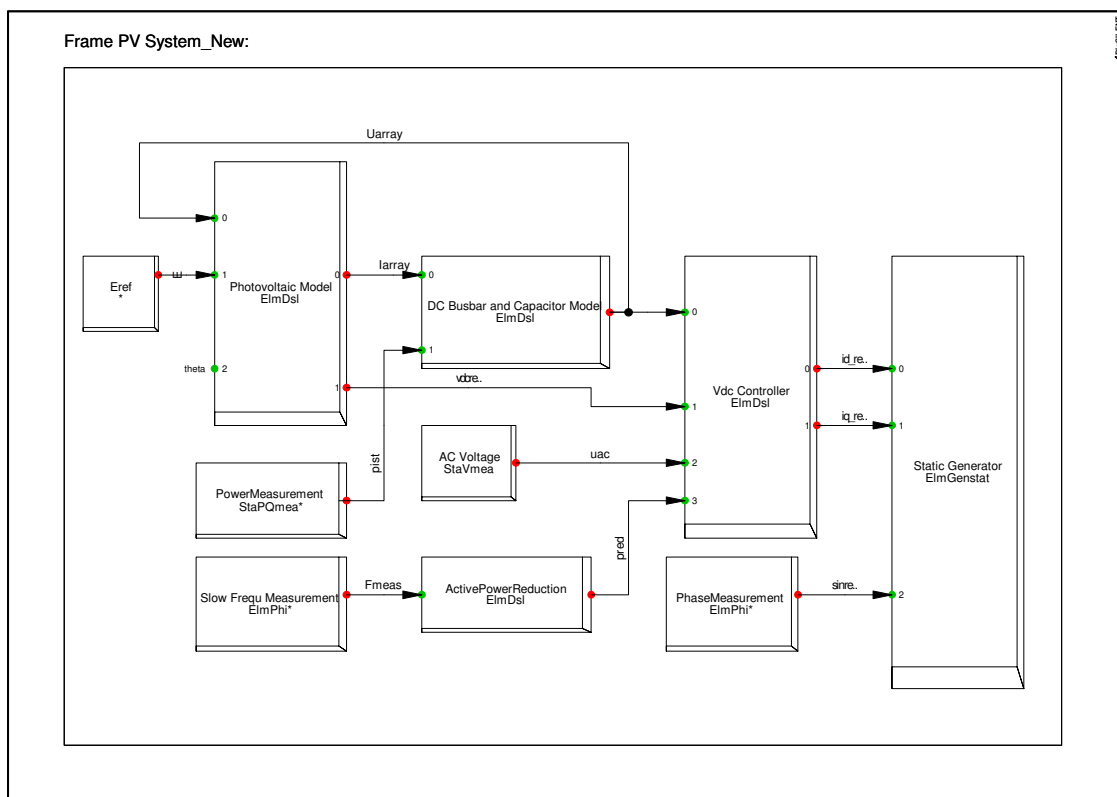 Frame PV System_New:
Uarray
0
E
1
Eref
*
Photovoltaic Model
ElmDsl
0
Iarray
0
DC Busbar and Capacitor Model
ElmDsl
0
theta
2
1
1
vdcre..
1
Vdc Controller
ElmDsl
0
id_re..
0
1
iq_re..
1
AC Voltage
StaVmea
uac
2
pist
PowerMeasurement
StaPQmea*
3
Static Generator
ElmGenstat
pred
Slow Frequ Measurement
ElmPhi*
Fmeas
ActivePowerReduction
ElmDsl
PhaseMeasurement
ElmPhi*
sinre..
2